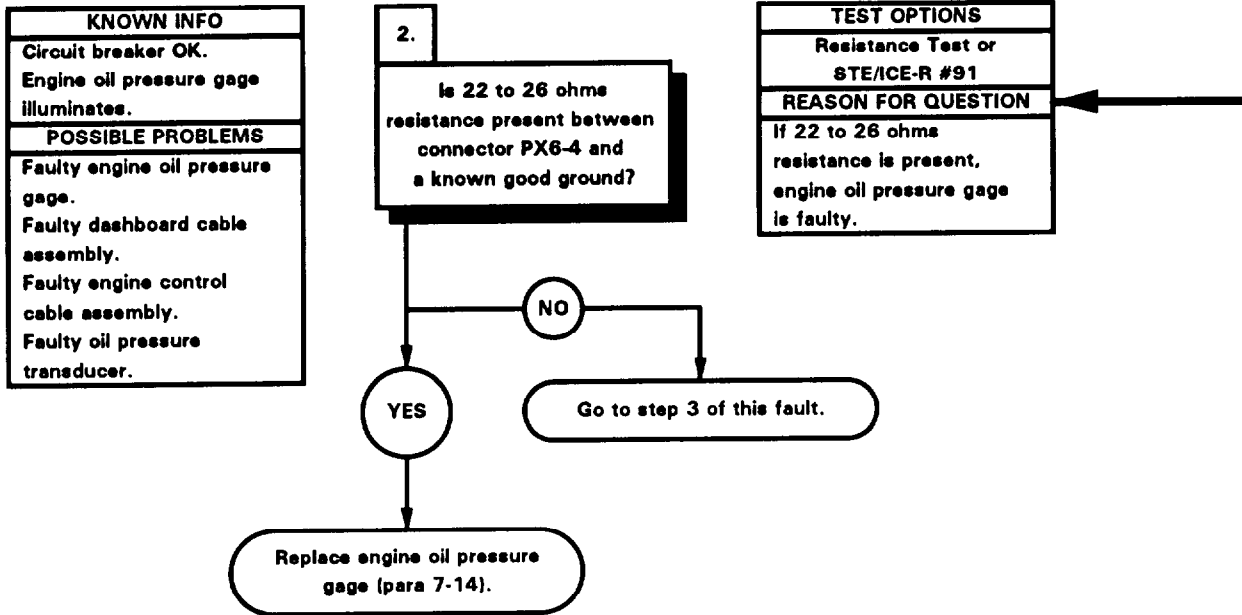 KNOWN INFO
Circuit breaker OK.
Engine oil pressure gage
illuminates.
POSSIBLE PROBLEMS
Faulty engine oil pressure
gage.
Faulty dashboard cable
assembly.
Faulty engine control
cable assembly.
Faulty oil pressure
transducer.
2.
Is 22 to 26 ohms
resistance present between
connector PX6-4 and
a known good ground?
TEST OPTIONS
Resistance Test or
STE/ICE-R #91
REASON FOR QUESTION
If 22 to 26 ohms
resistance is present,
engine oil pressure gage
is faulty.
NO
YES
Go to step 3 of this fault.
Replace engine oil pressure
gage (para 7-14).